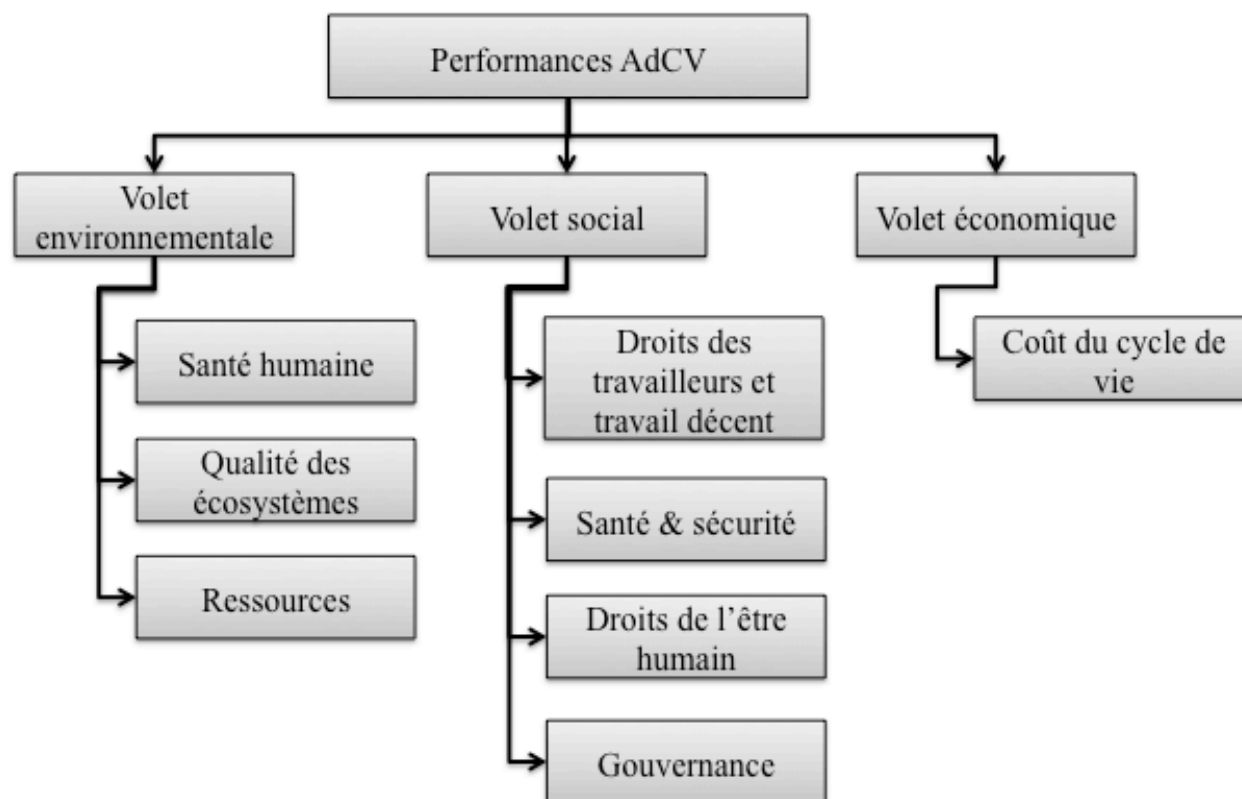 Performances AdCV
Volet
environnementale
Volet social
Volet économique
Santé humaine
Qualité des
écosystèmes
Ressources
Droits des
travailleurs et
travail décent
Santé & sécurité
Droits de l’être
humain
Gouvernance
Coût du cycle de
vie